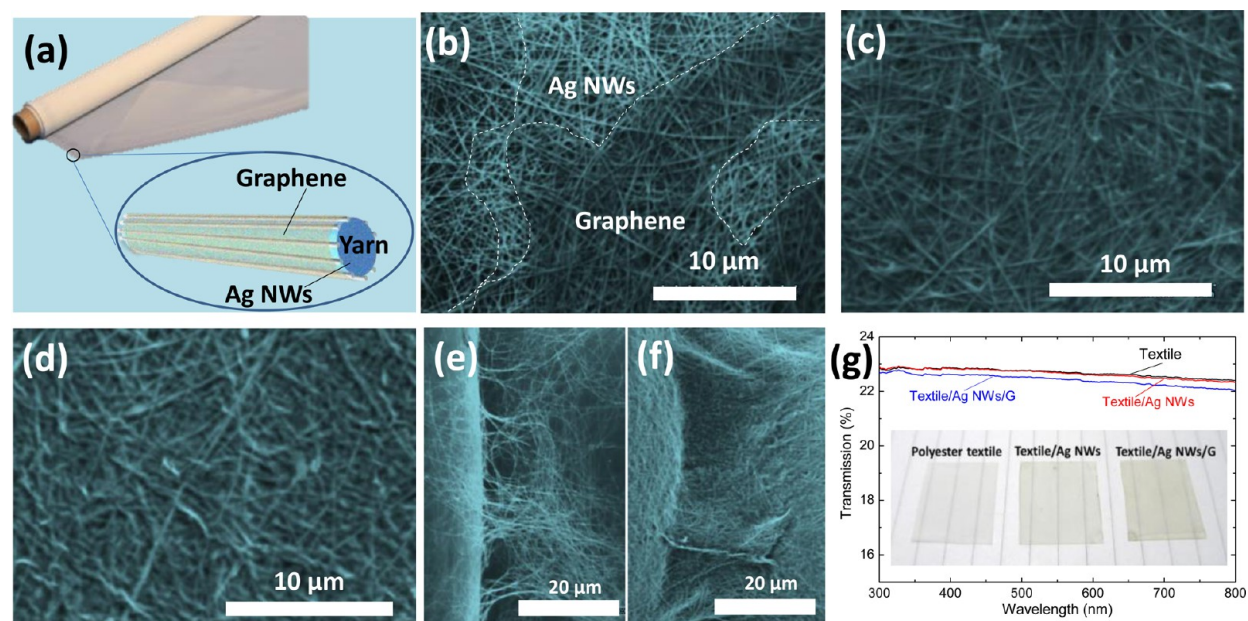 (a)
Graphene
Yarn
Ag NWs
(b)
Ag NWs
Graphene
10 µm
(c)
10 µm
(d)
10 µm
(e)
20 µm
(f)
20 µm
(g)
24
22
20
18
16
Transmission (%)
Textile
Textile/Ag NWs/G
Textile/Ag NWs
Polyester textile
Textile/Ag NWs
Textile/Ag NWs/G
300 400 500 600 700 800
Wavelength (nm)